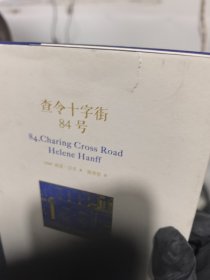 查令十字街
84号
84,Charing Cross Road
Helene Hanff